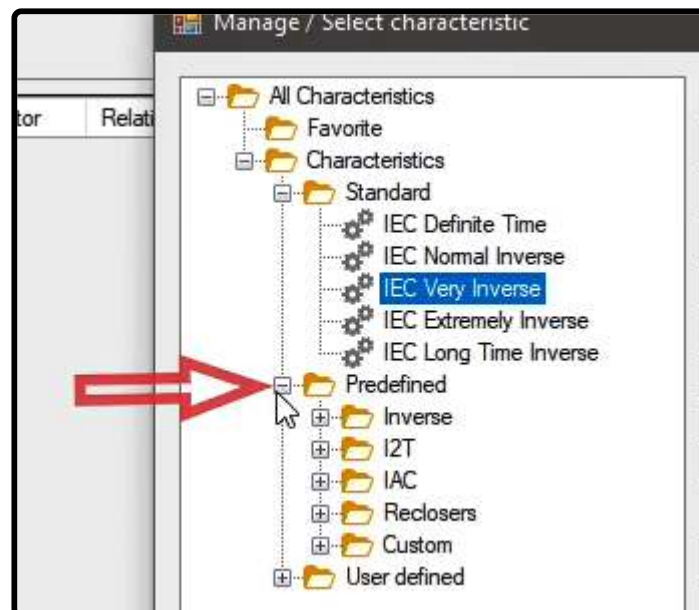 Manage / Select characteristic
All Characteristics
tor Relati
Favorite
Characteristics
Standard
IEC Definite Time
IEC Normal Inverse
IEC Very Inverse
IEC Extremely Inverse
IEC Long Time Inverse
Predefined
Inverse
I2T
IAC
Reclosers
Custom
User defined